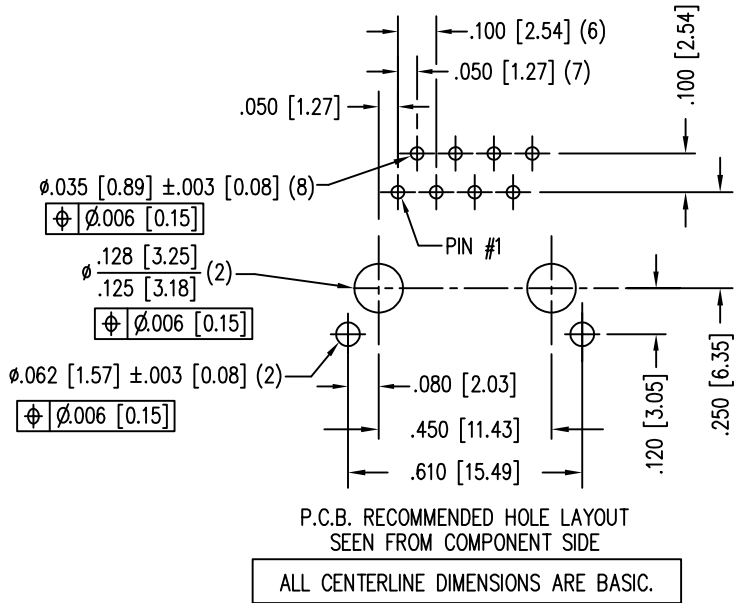 .100 [2.54] (6)
.050 [1.27] (7)
.100 [2.54]
.050 [1.27]
ø.035 [0.89] ±.003 [0.08] (8)
⌖ Ø.006 [0.15]
PIN #1
ø .128 [3.25]
.125 [3.18] (2)
⌖ Ø.006 [0.15]
ø.062 [1.57] ±.003 [0.08] (2)
⌖ Ø.006 [0.15]
.080 [2.03]
.450 [11.43]
.610 [15.49]
.120 [3.05]
.250 [6.35]
P.C.B. RECOMMENDED HOLE LAYOUT
SEEN FROM COMPONENT SIDE
ALL CENTERLINE DIMENSIONS ARE BASIC.